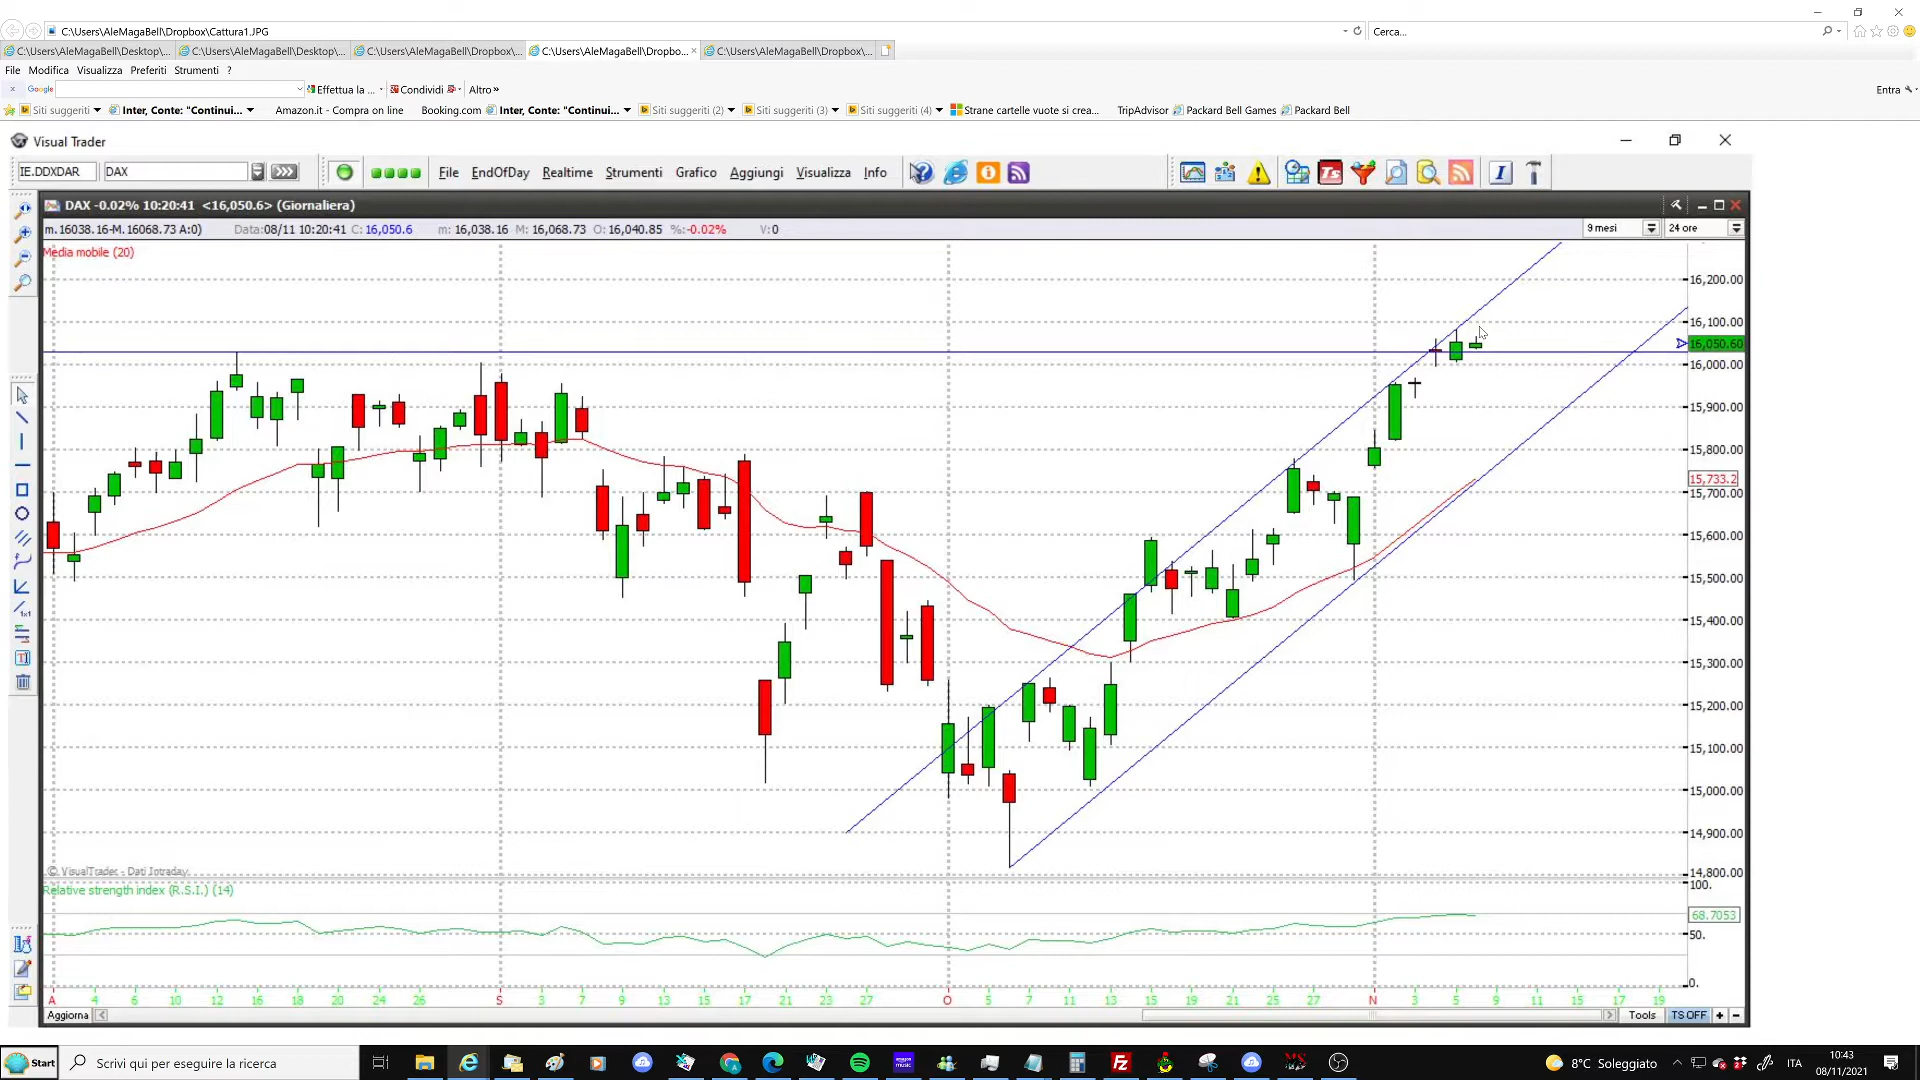 C:\Users\AleMagaBell\Dropbox\Cattura1.JPG
Cerca...
C:\Users\AleMagaBell\Desktop\...
C:\Users\AleMagaBell\Desktop\...
C:\Users\AleMagaBell\Dropbox\...
C:\Users\AleMagaBell\Dropbo...
C:\Users\AleMagaBell\Dropbox\...
File Modifica Visualizza Preferiti Strumenti ?
Google Effettua la ... Condividi Altro» Entra
Siti suggeriti Inter, Conte: "Continui... Amazon.it - Compra on line Booking.com Inter, Conte: "Continui... Siti suggeriti (2) Siti suggeriti (3) Siti suggeriti (4) Strane cartelle vuote si crea... TripAdvisor Packard Bell Games Packard Bell
Visual Trader
IE.DDXDAR DAX File EndOfDay Realtime Strumenti Grafico Aggiungi Visualizza Info
DAX -0.02% 10:20:41 <16,050.6> (Giornaliera)
m.16038.16-M.16068.73 A:0) Data:08/11 10:20:41 C: 16,050.6 m: 16,038.16 M: 16,068.73 O: 16,040.85 %:-0.02% V:0 9 mesi 24 ore
Media mobile (20)
16,200.00
16,100.00
16,050.60
16,000.00
15,900.00
15,800.00
15,733.2
15,700.00
15,600.00
15,500.00
15,400.00
15,300.00
15,200.00
15,100.00
15,000.00
14,900.00
14,800.00
© VisualTrader - Dati Intraday
Relative strength index (R.S.I.) (14)
100.
68.7053
50.
0.
A 4 6 10 12 16 18 20 24 26 S 3 7 9 13 15 17 21 23 27 O 5 7 11 13 15 19 21 25 27 N 3 5 9 11 15 17 19
Aggiorna Tools TS OFF + -
Start Scrivi qui per eseguire la ricerca 8°C Soleggiato ITA 10:43
08/11/2021